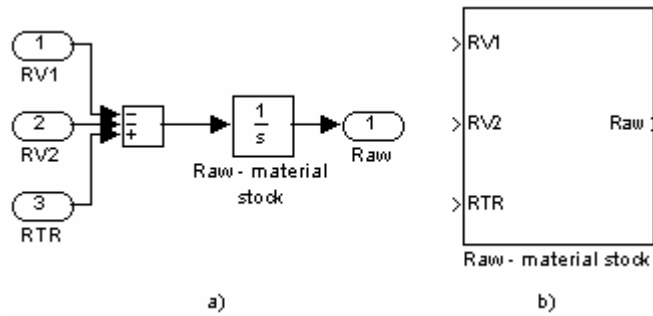 1
RV1
2
RV2
3
RTR
−
−
+
1
s
Raw - material
stock
1
Raw
a)
RV1
RV2
RTR
Raw
Raw - material stock
b)